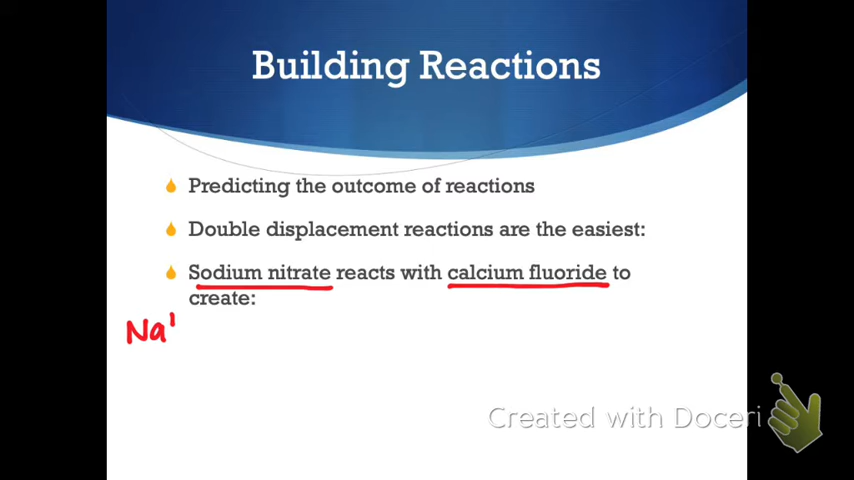 Building Reactions
Predicting the outcome of reactions
Double displacement reactions are the easiest:
Sodium nitrate reacts with calcium fluoride to
create:
Na¹
Created with Doceri